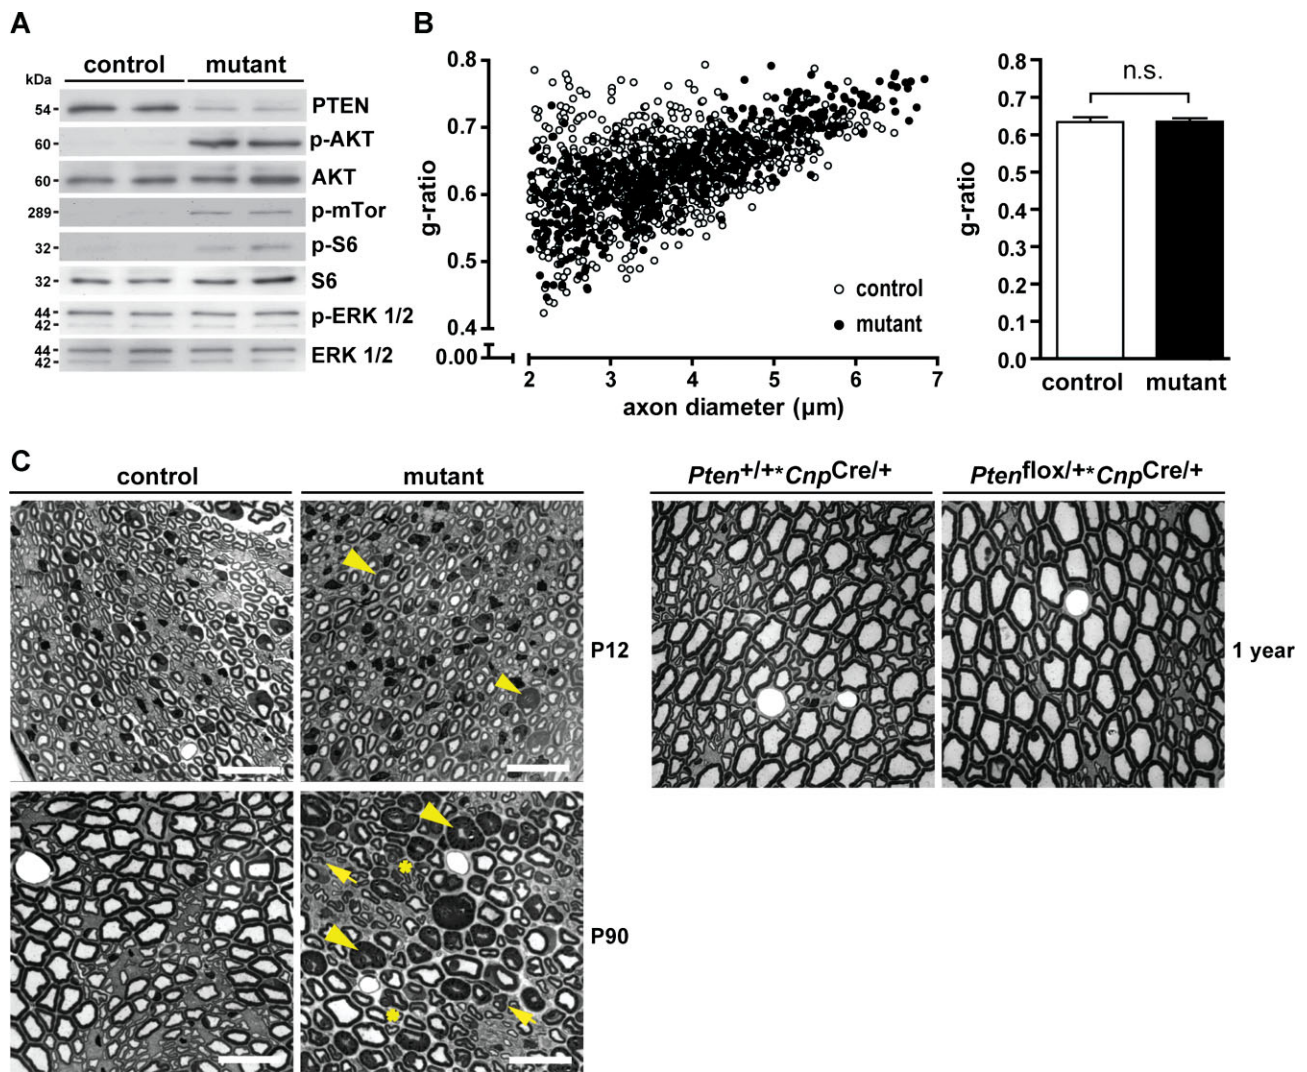 A
control mutant
kDa
54 PTEN
60 p-AKT
60 AKT
289 p-mTor
32 p-S6
32 S6
44 p-ERK 1/2
42
44 ERK 1/2
42
B
0.8
0.7
0.6
0.5
0.4
0.00
g-ratio
2 3 4 5 6 7
axon diameter (µm)
control
mutant
n.s.
0.8
0.7
0.6
0.5
0.4
0.3
0.2
0.1
0.0
g-ratio
control mutant
C
control mutant
P12
P90
Pten+/+*CnpCre/+ Ptenflox/+*CnpCre/+
1 year